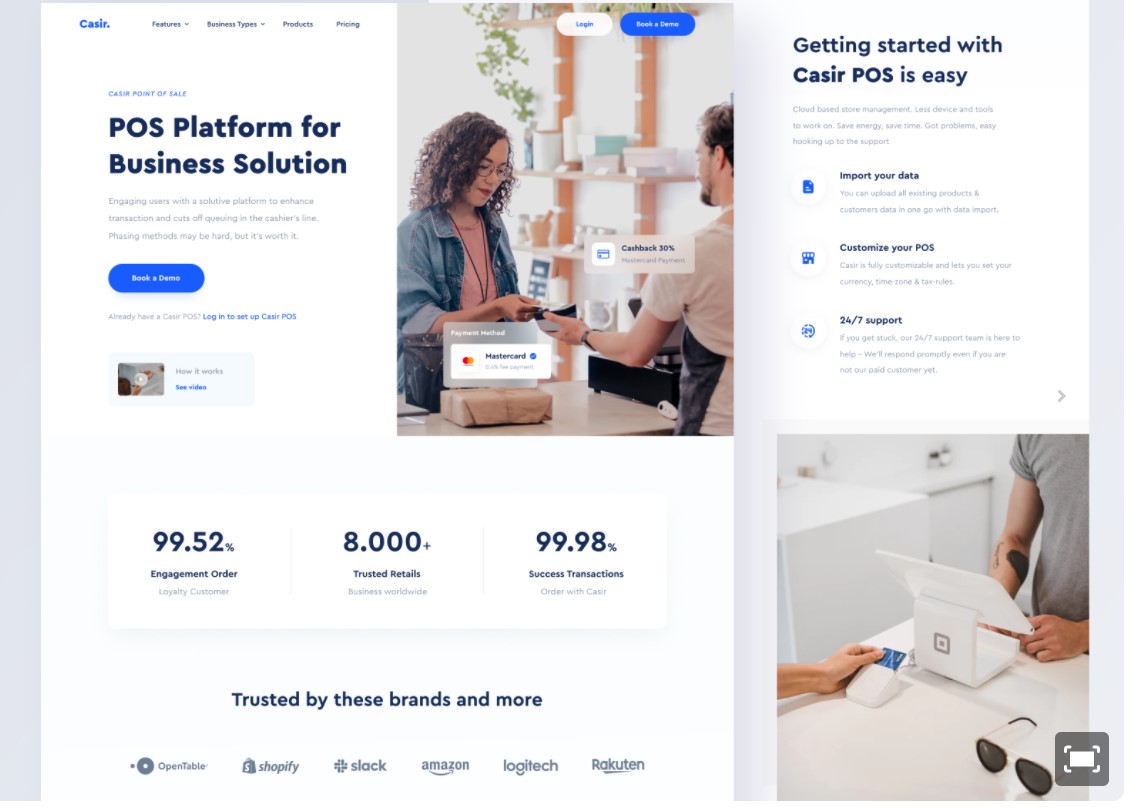 Casir.
Features
Business Types
Products
Pricing
Login
Book a Demo
CASIR POINT OF SALE
POS Platform for
Business Solution
Engaging users with a solutive platform to enhance
transaction and cuts off queuing in the cashier's line.
Phasing methods may be hard, but it's worth it.
Book a Demo
Already have a Casir POS? Log in to set up Casir POS
How it works
See video
Cashback 30%
Mastercard Payment
Payment Method
Mastercard
0.4% fee payment
99.52%
Engagement Order
Loyalty Customer
8.000+
Trusted Retails
Business worldwide
99.98%
Success Transactions
Order with Casir
Trusted by these brands and more
OpenTable
shopify
slack
amazon
logitech
Rakuten
Getting started with
Casir POS is easy
Cloud based store management. Less device and tools
to work on. Save energy, save time. Got problems, easy
hooking up to the support
Import your data
You can upload all existing products &
customers data in one go with data import.
Customize your POS
Casir is fully customizable and lets you set your
currency, time-zone & tax-rules.
24/7 support
If you get stuck, our 24/7 support team is here to
help – We'll respond promptly even if you are
not our paid customer yet.